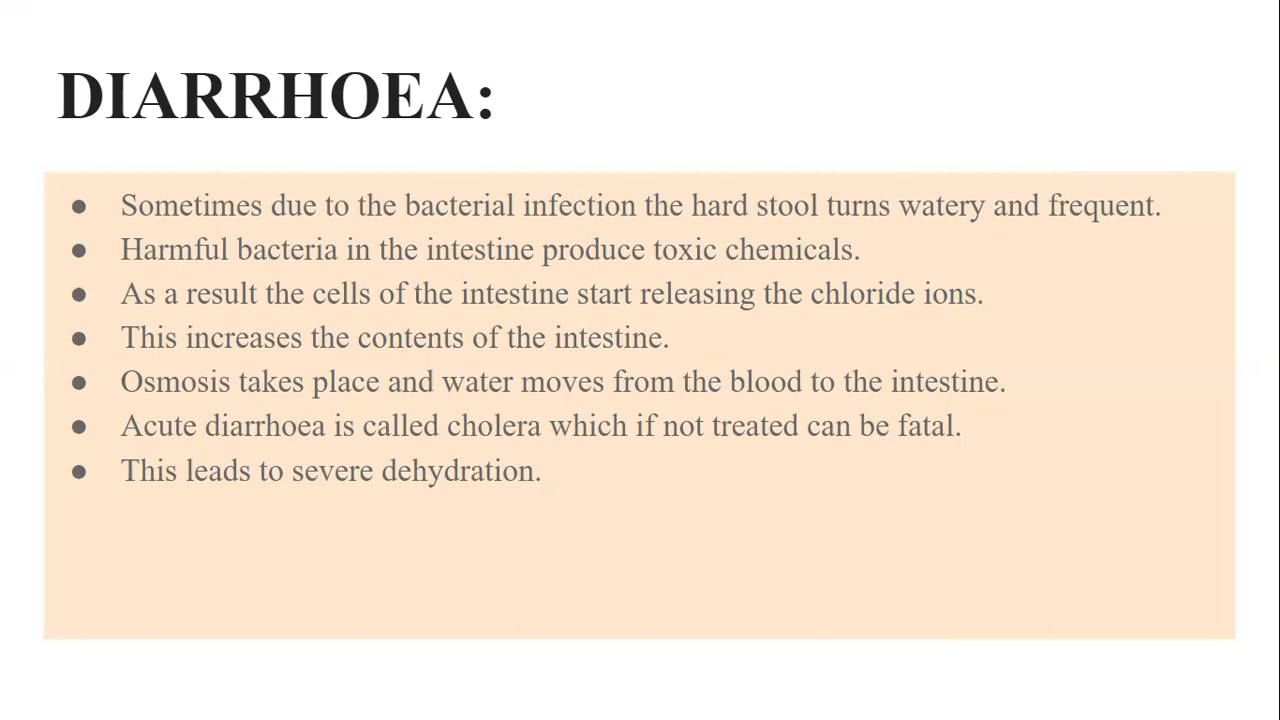 DIARRHOEA:
● Sometimes due to the bacterial infection the hard stool turns watery and frequent.
● Harmful bacteria in the intestine produce toxic chemicals.
● As a result the cells of the intestine start releasing the chloride ions.
● This increases the contents of the intestine.
● Osmosis takes place and water moves from the blood to the intestine.
● Acute diarrhoea is called cholera which if not treated can be fatal.
● This leads to severe dehydration.